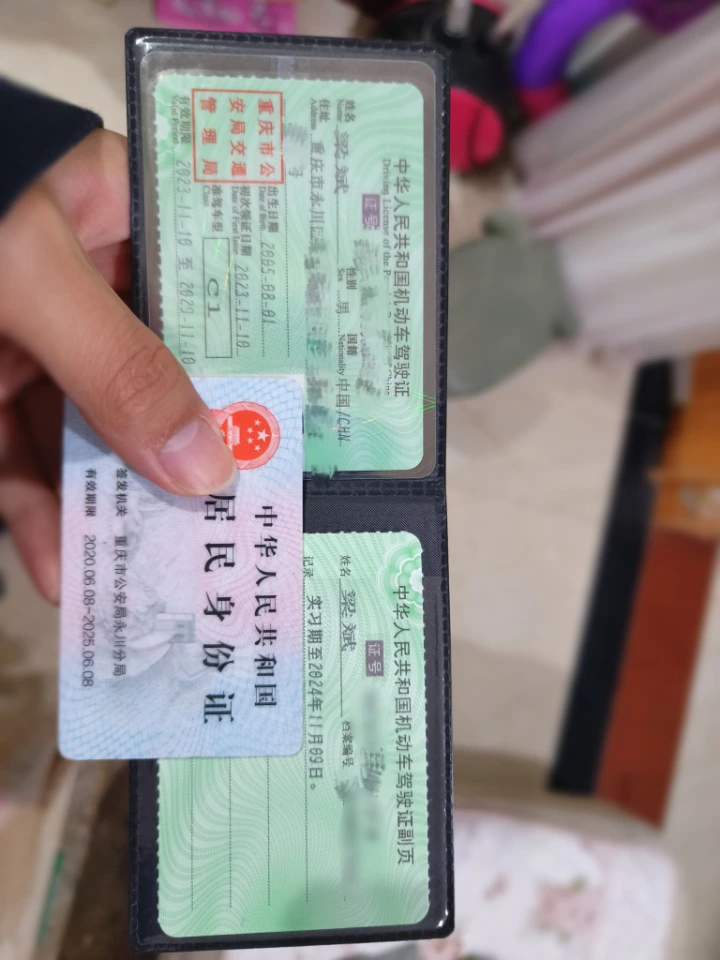 中华人民共和国机动车驾驶证
Driving License of the
证号
姓名
Name
性别 男 国籍 中国/CHN
Sex Nationality
住址 重庆市永川
Address
号
重庆市公
安局交通
管理局
出生日期 2005-08-01
Date of Birth
初次领证日期 2023-11-10
Date of First Issue
准驾车型 C1
Class
有效期限 2023-11-10 至 2029-11-10
Valid Period
中华人民共和国机动车驾驶证副页
证号
姓名 档案编号
记录 实习期至2024年11月09日。
中华人民共和国
居民身份证
签发机关 重庆市公安局永川分局
有效期限 2020.06.08-2025.06.08